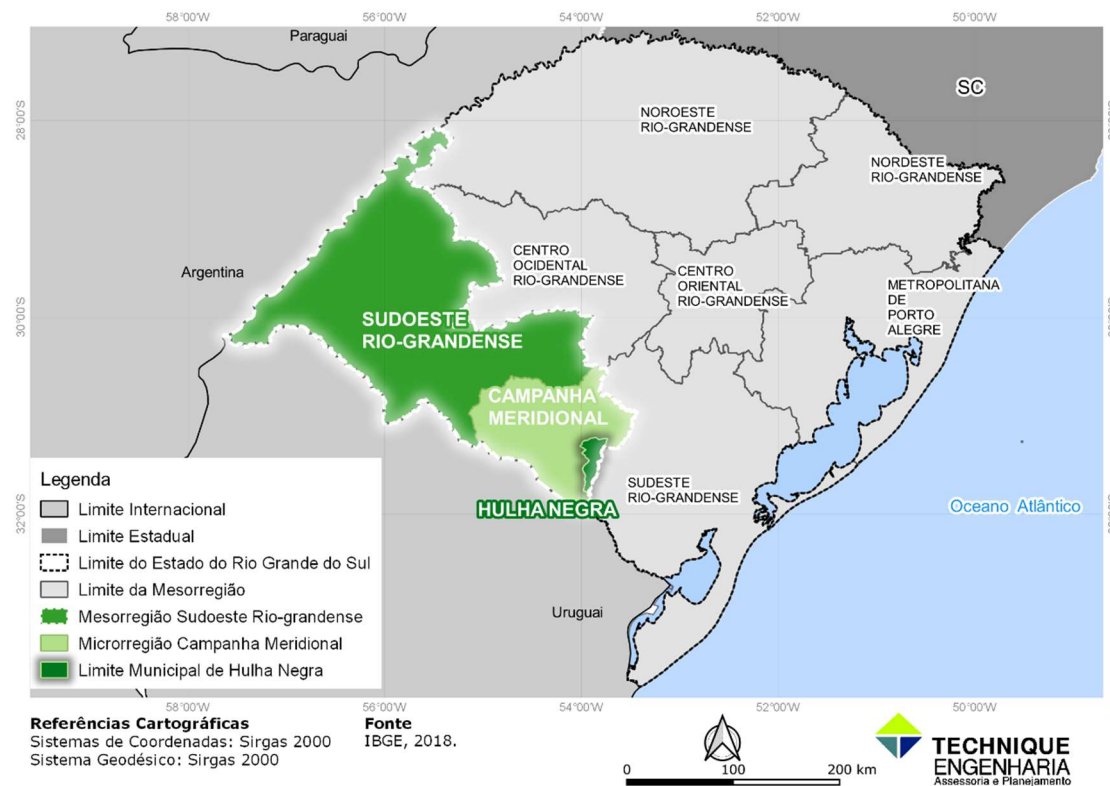 58°00'W
56°00'W
54°00'W
52°00'W
50°00'W
Paraguai
SC
28°00'S
NOROESTE
RIO-GRANDENSE
NORDESTE
RIO-GRANDENSE
Argentina
CENTRO
OCIDENTAL
RIO-GRANDENSE
CENTRO
ORIENTAL
RIO-GRANDENSE
METROPOLITANA
DE
PORTO
ALEGRE
30°00'S
SUDOESTE
RIO-GRANDENSE
CAMPANHA
MERIDIONAL
SUDESTE
RIO-GRANDENSE
HULHA NEGRA
32°00'S
Oceano Atlântico
Uruguai
Legenda
Limite Internacional
Limite Estadual
Limite do Estado do Rio Grande do Sul
Limite da Mesorregião
Mesorregião Sudoeste Rio-grandense
Microrregião Campanha Meridional
Limite Municipal de Hulha Negra
58°00'W
56°00'W
54°00'W
52°00'W
50°00'W
Referências Cartográficas
Sistemas de Coordenadas: Sirgas 2000
Sistema Geodésico: Sirgas 2000
Fonte
IBGE, 2018.
0 100 200 km
TECHNIQUE
ENGENHARIA
Assessoria e Planejamento